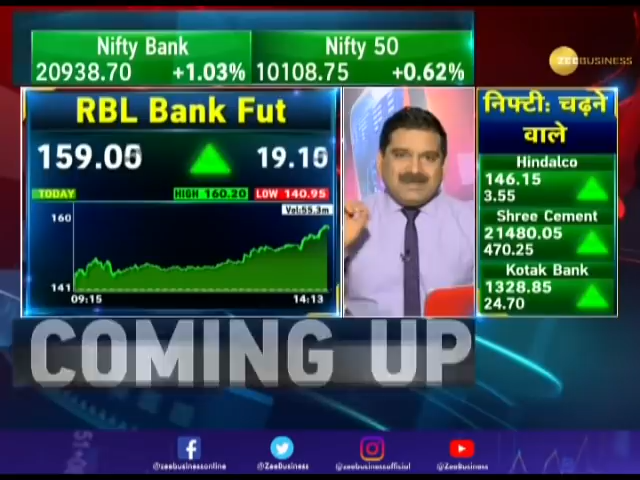 Nifty Bank
20938.70 +1.03%
Nifty 50
10108.75 +0.62%
ZEEBUSINESS
RBL Bank Fut
159.00 19.10
TODAY HIGH 160.20 LOW 140.95
Vol:55.3m
160
141
09:15 14:13
निफ्टी: चढ़ने
वाले
Hindalco
146.15
3.55
Shree Cement
21480.05
470.25
Kotak Bank
1328.85
24.70
COMING UP
@zeebusinessonline @ZeeBusiness @zeebusinessofficial @ZeeBusiness